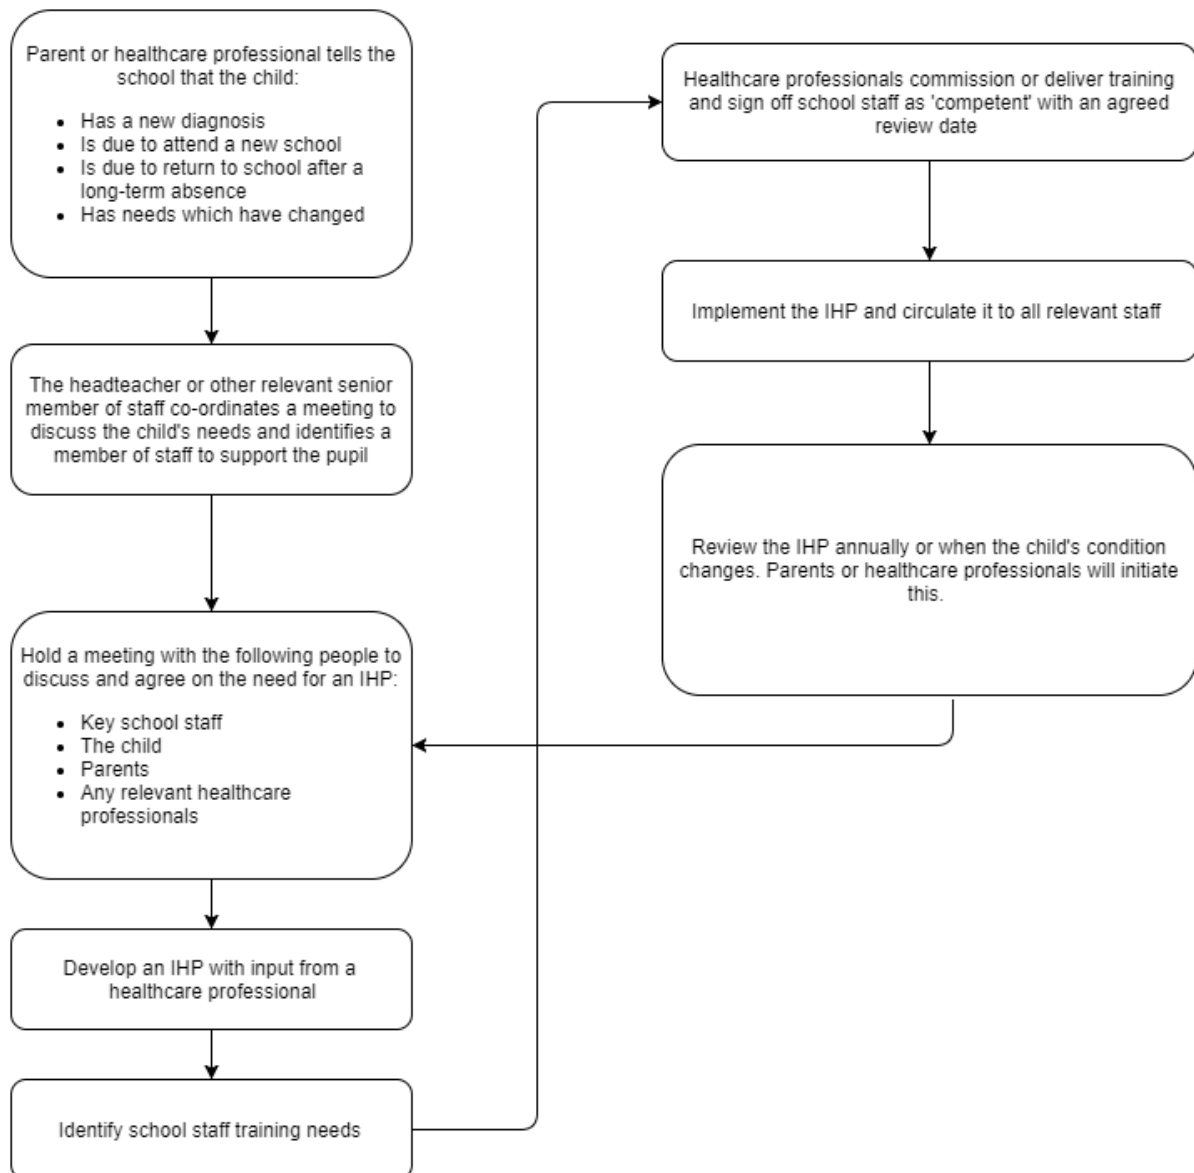 Parent or healthcare professional tells the
school that the child:
• Has a new diagnosis
• Is due to attend a new school
• Is due to return to school after a
long-term absence
• Has needs which have changed
The headteacher or other relevant senior
member of staff co-ordinates a meeting to
discuss the child's needs and identifies a
member of staff to support the pupil
Hold a meeting with the following people to
discuss and agree on the need for an IHP:
• Key school staff
• The child
• Parents
• Any relevant healthcare
professionals
Develop an IHP with input from a
healthcare professional
Identify school staff training needs
Healthcare professionals commission or deliver training
and sign off school staff as 'competent' with an agreed
review date
Implement the IHP and circulate it to all relevant staff
Review the IHP annually or when the child's condition
changes. Parents or healthcare professionals will initiate
this.